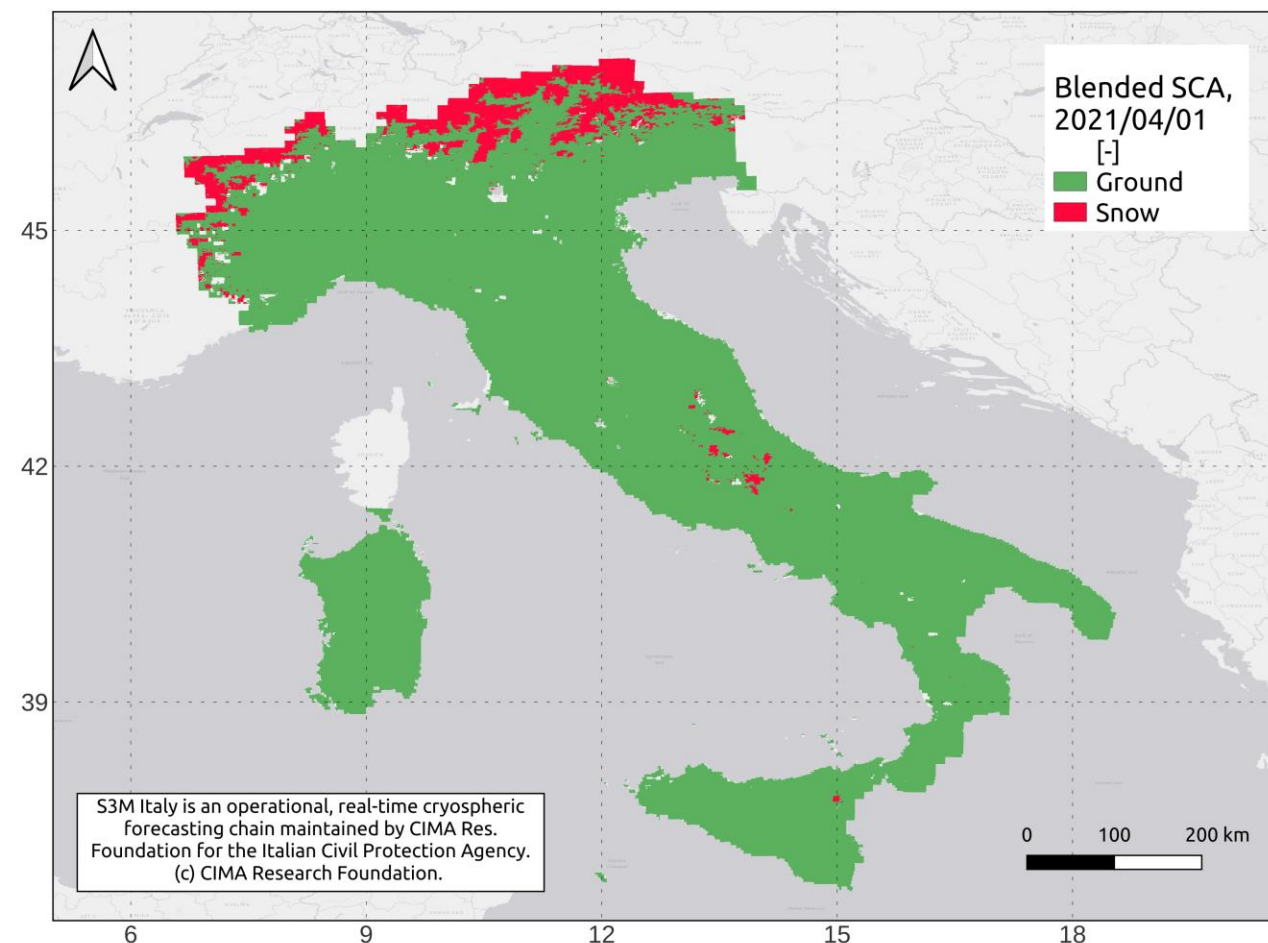 Blended SCA,
2021/04/01
[-]
Ground
Snow
45
42
39
S3M Italy is an operational, real-time cryospheric
forecasting chain maintained by CIMA Res.
Foundation for the Italian Civil Protection Agency.
(c) CIMA Research Foundation.
0 100 200 km
6 9 12 15 18